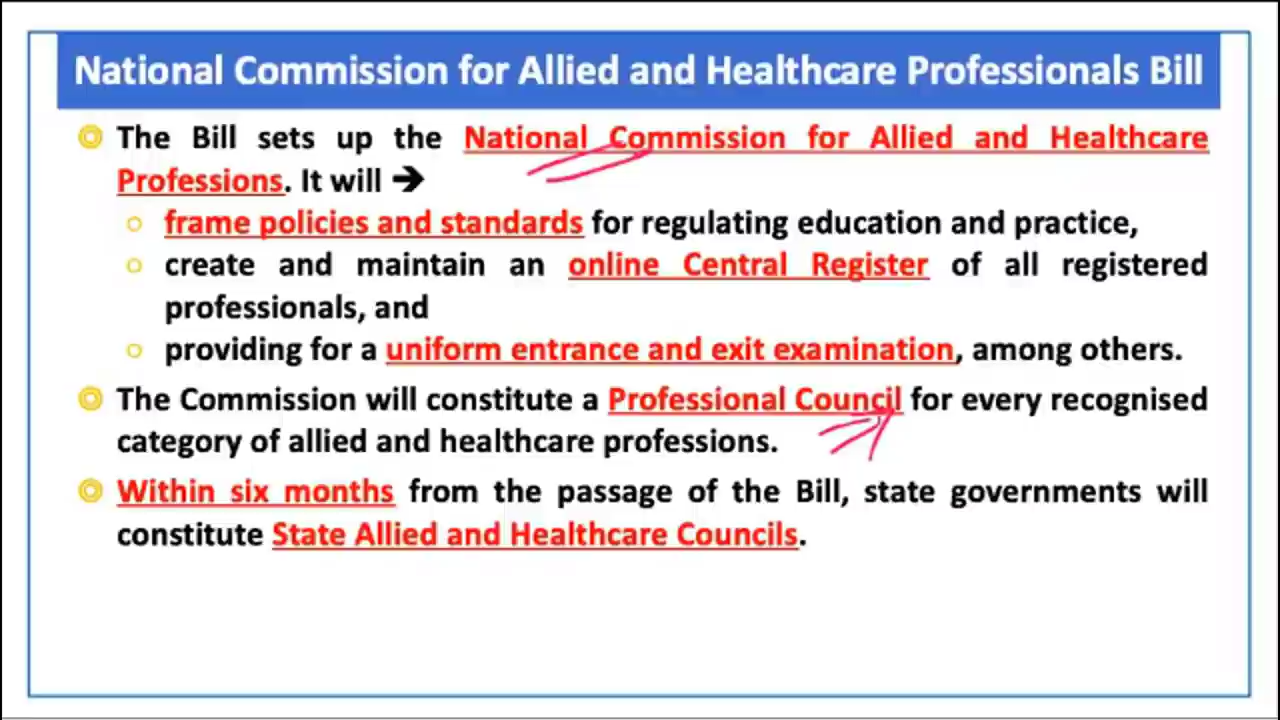 National Commission for Allied and Healthcare Professionals Bill
The Bill sets up the National Commission for Allied and Healthcare
Professions. It will ➔
frame policies and standards for regulating education and practice,
create and maintain an online Central Register of all registered
professionals, and
providing for a uniform entrance and exit examination, among others.
The Commission will constitute a Professional Council for every recognised
category of allied and healthcare professions.
Within six months from the passage of the Bill, state governments will
constitute State Allied and Healthcare Councils.